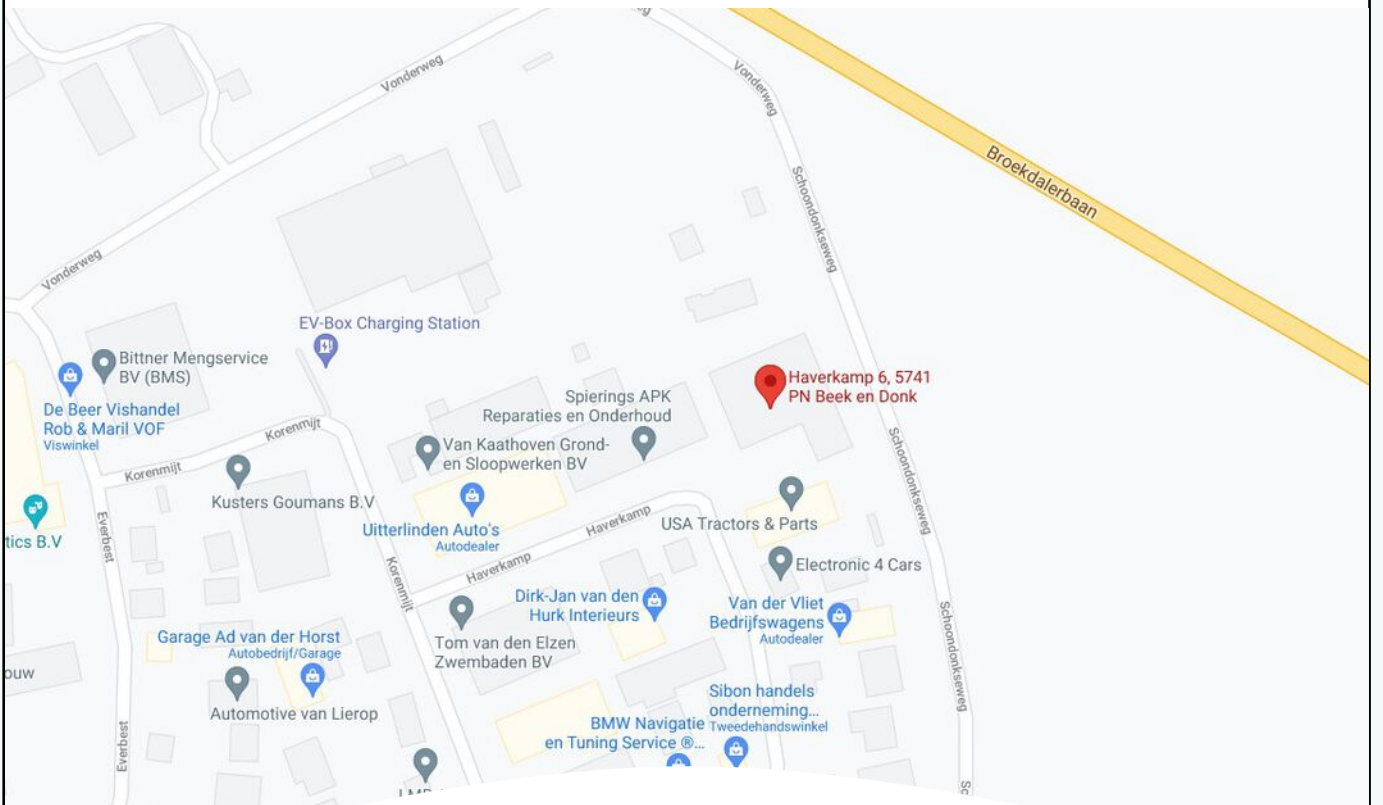 Vonderweg
Vonderweg
Broekdalerbaan
Schoondonkseweg
Vonderweg
EV-Box Charging Station
Bittner Mengservice
BV (BMS)
De Beer Vishandel
Rob & Maril VOF
Viswinkel
Haverkamp 6, 5741
PN Beek en Donk
Spierings APK
Reparaties en Onderhoud
Korenmijt
Van Kaathoven Grond-
en Sloopwerken BV
Schoondonkseweg
Korenmijt
Kusters Goumans B.V
Uitterlinden Auto's
Autodealer
Haverkamp
USA Tractors & Parts
tics B.V
Everbest
Haverkamp
Korenmijt
Electronic 4 Cars
Dirk-Jan van den
Hurk Interieurs
Van der Vliet
Bedrijfswagens
Autodealer
Garage Ad van der Horst
Autobedrijf/Garage
Tom van den Elzen
Zwembaden BV
Schoondonkseweg
ouw
Automotive van Lierop
Sibon handels
onderneming...
Tweedehandswinkel
BMW Navigatie
en Tuning Service ®...
Everbest